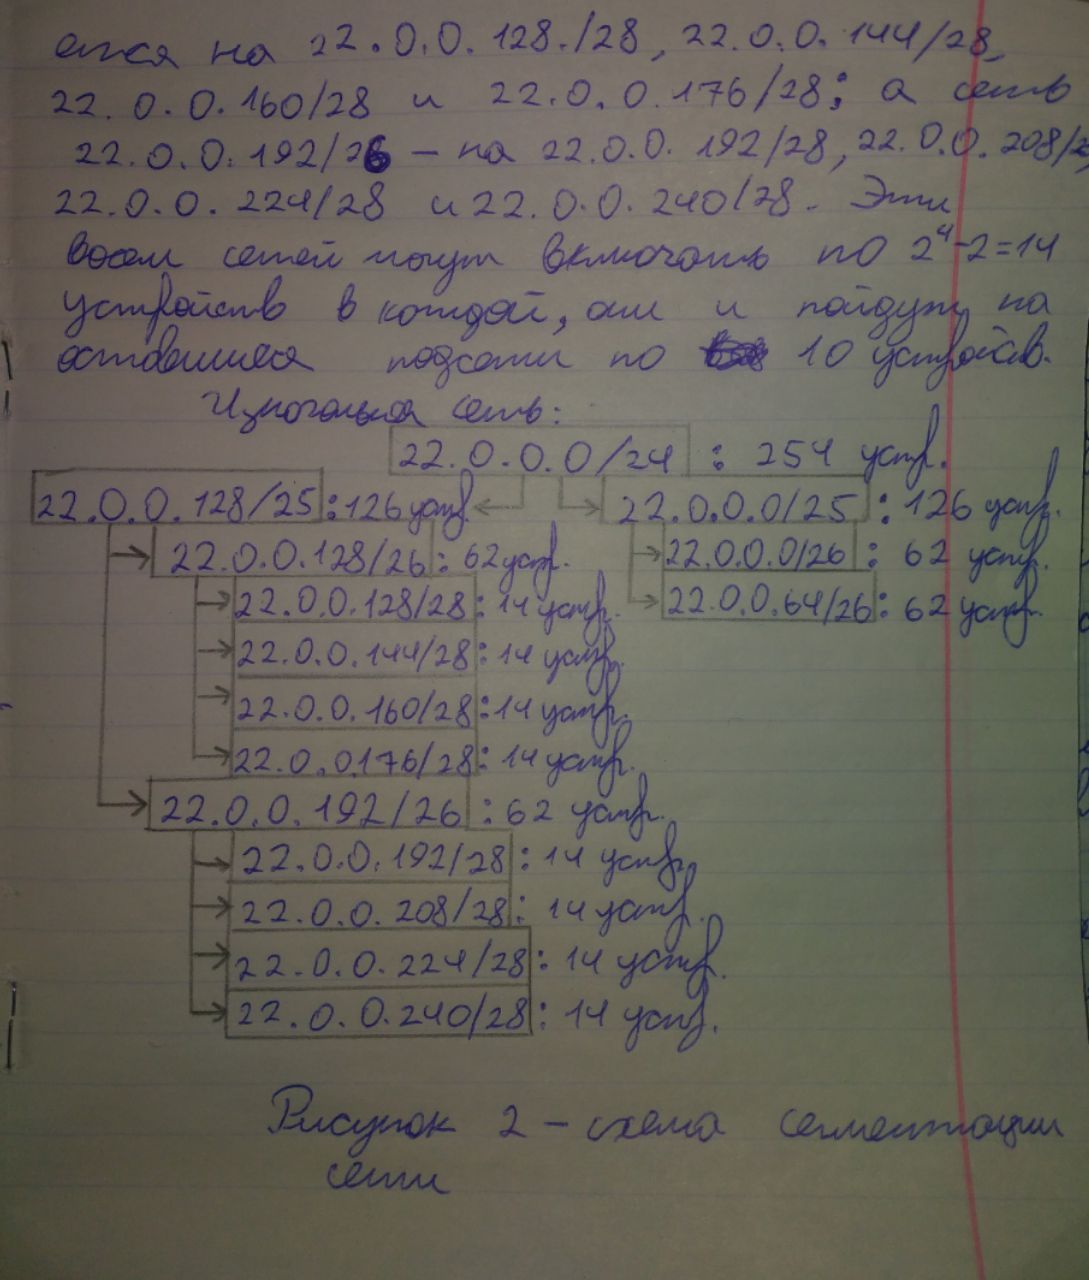 ется на 22.0.0.128./28, 22.0.0.144/28,
22.0.0.160/28 и 22.0.0.176/28; а сеть
22.0.0.192/26 – на 22.0.0.192/28, 22.0.0.208/2
22.0.0.224/28 и 22.0.0.240/28. Эти
восем сетей могут включать по 2⁴-2=14
устройств в каждой, они и пойдут на
оставшиеся подсети по 10 устройств.
Изначальная сеть:
22.0.0.0/24 : 254 устр.
22.0.0.128/25 : 126 устр. 22.0.0.0/25 : 126 устр.
22.0.0.128/26 : 62 устр. 22.0.0.0/26 : 62 устр.
22.0.0.128/28 : 14 устр. 22.0.0.64/26 : 62 устр.
22.0.0.144/28 : 14 устр.
22.0.0.160/28 : 14 устр.
22.0.0.176/28 : 14 устр.
22.0.0.192/26 : 62 устр.
22.0.0.192/28 : 14 устр.
22.0.0.208/28 : 14 устр.
22.0.0.224/28 : 14 устр.
22.0.0.240/28 : 14 устр.
Рисунок 2 – схема сегментации
сети